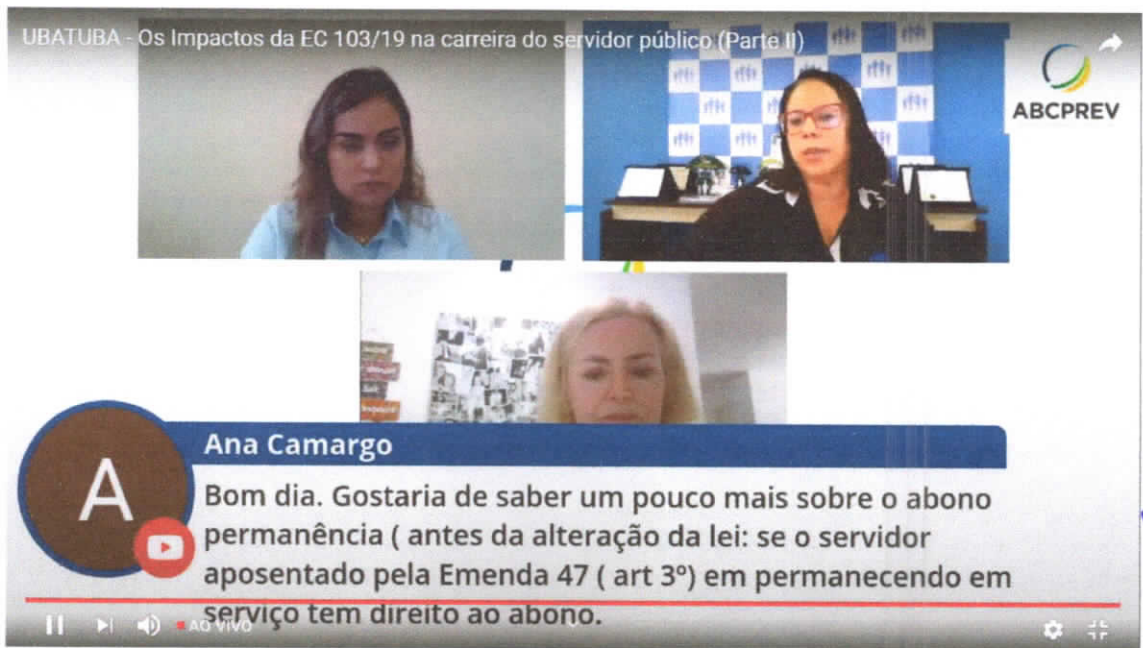 UBATUBA - Os Impactos da EC 103/19 na carreira do servidor público (Parte II)
ABCPREV
Ana Camargo
A
Bom dia. Gostaria de saber um pouco mais sobre o abono
permanência ( antes da alteração da lei: se o servidor
aposentado pela Emenda 47 ( art 3º) em permanecendo em
serviço tem direito ao abono.
AO VIVO